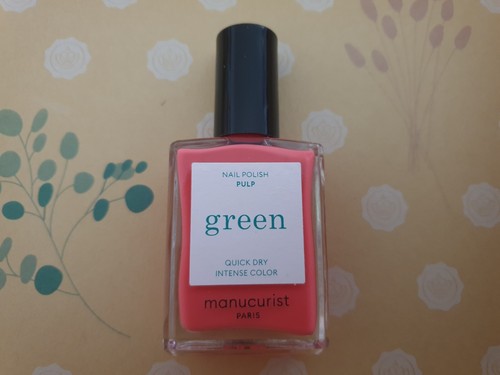 NAIL POLISH
PULP
green
QUICK DRY
INTENSE COLOR
manucurist
PARIS